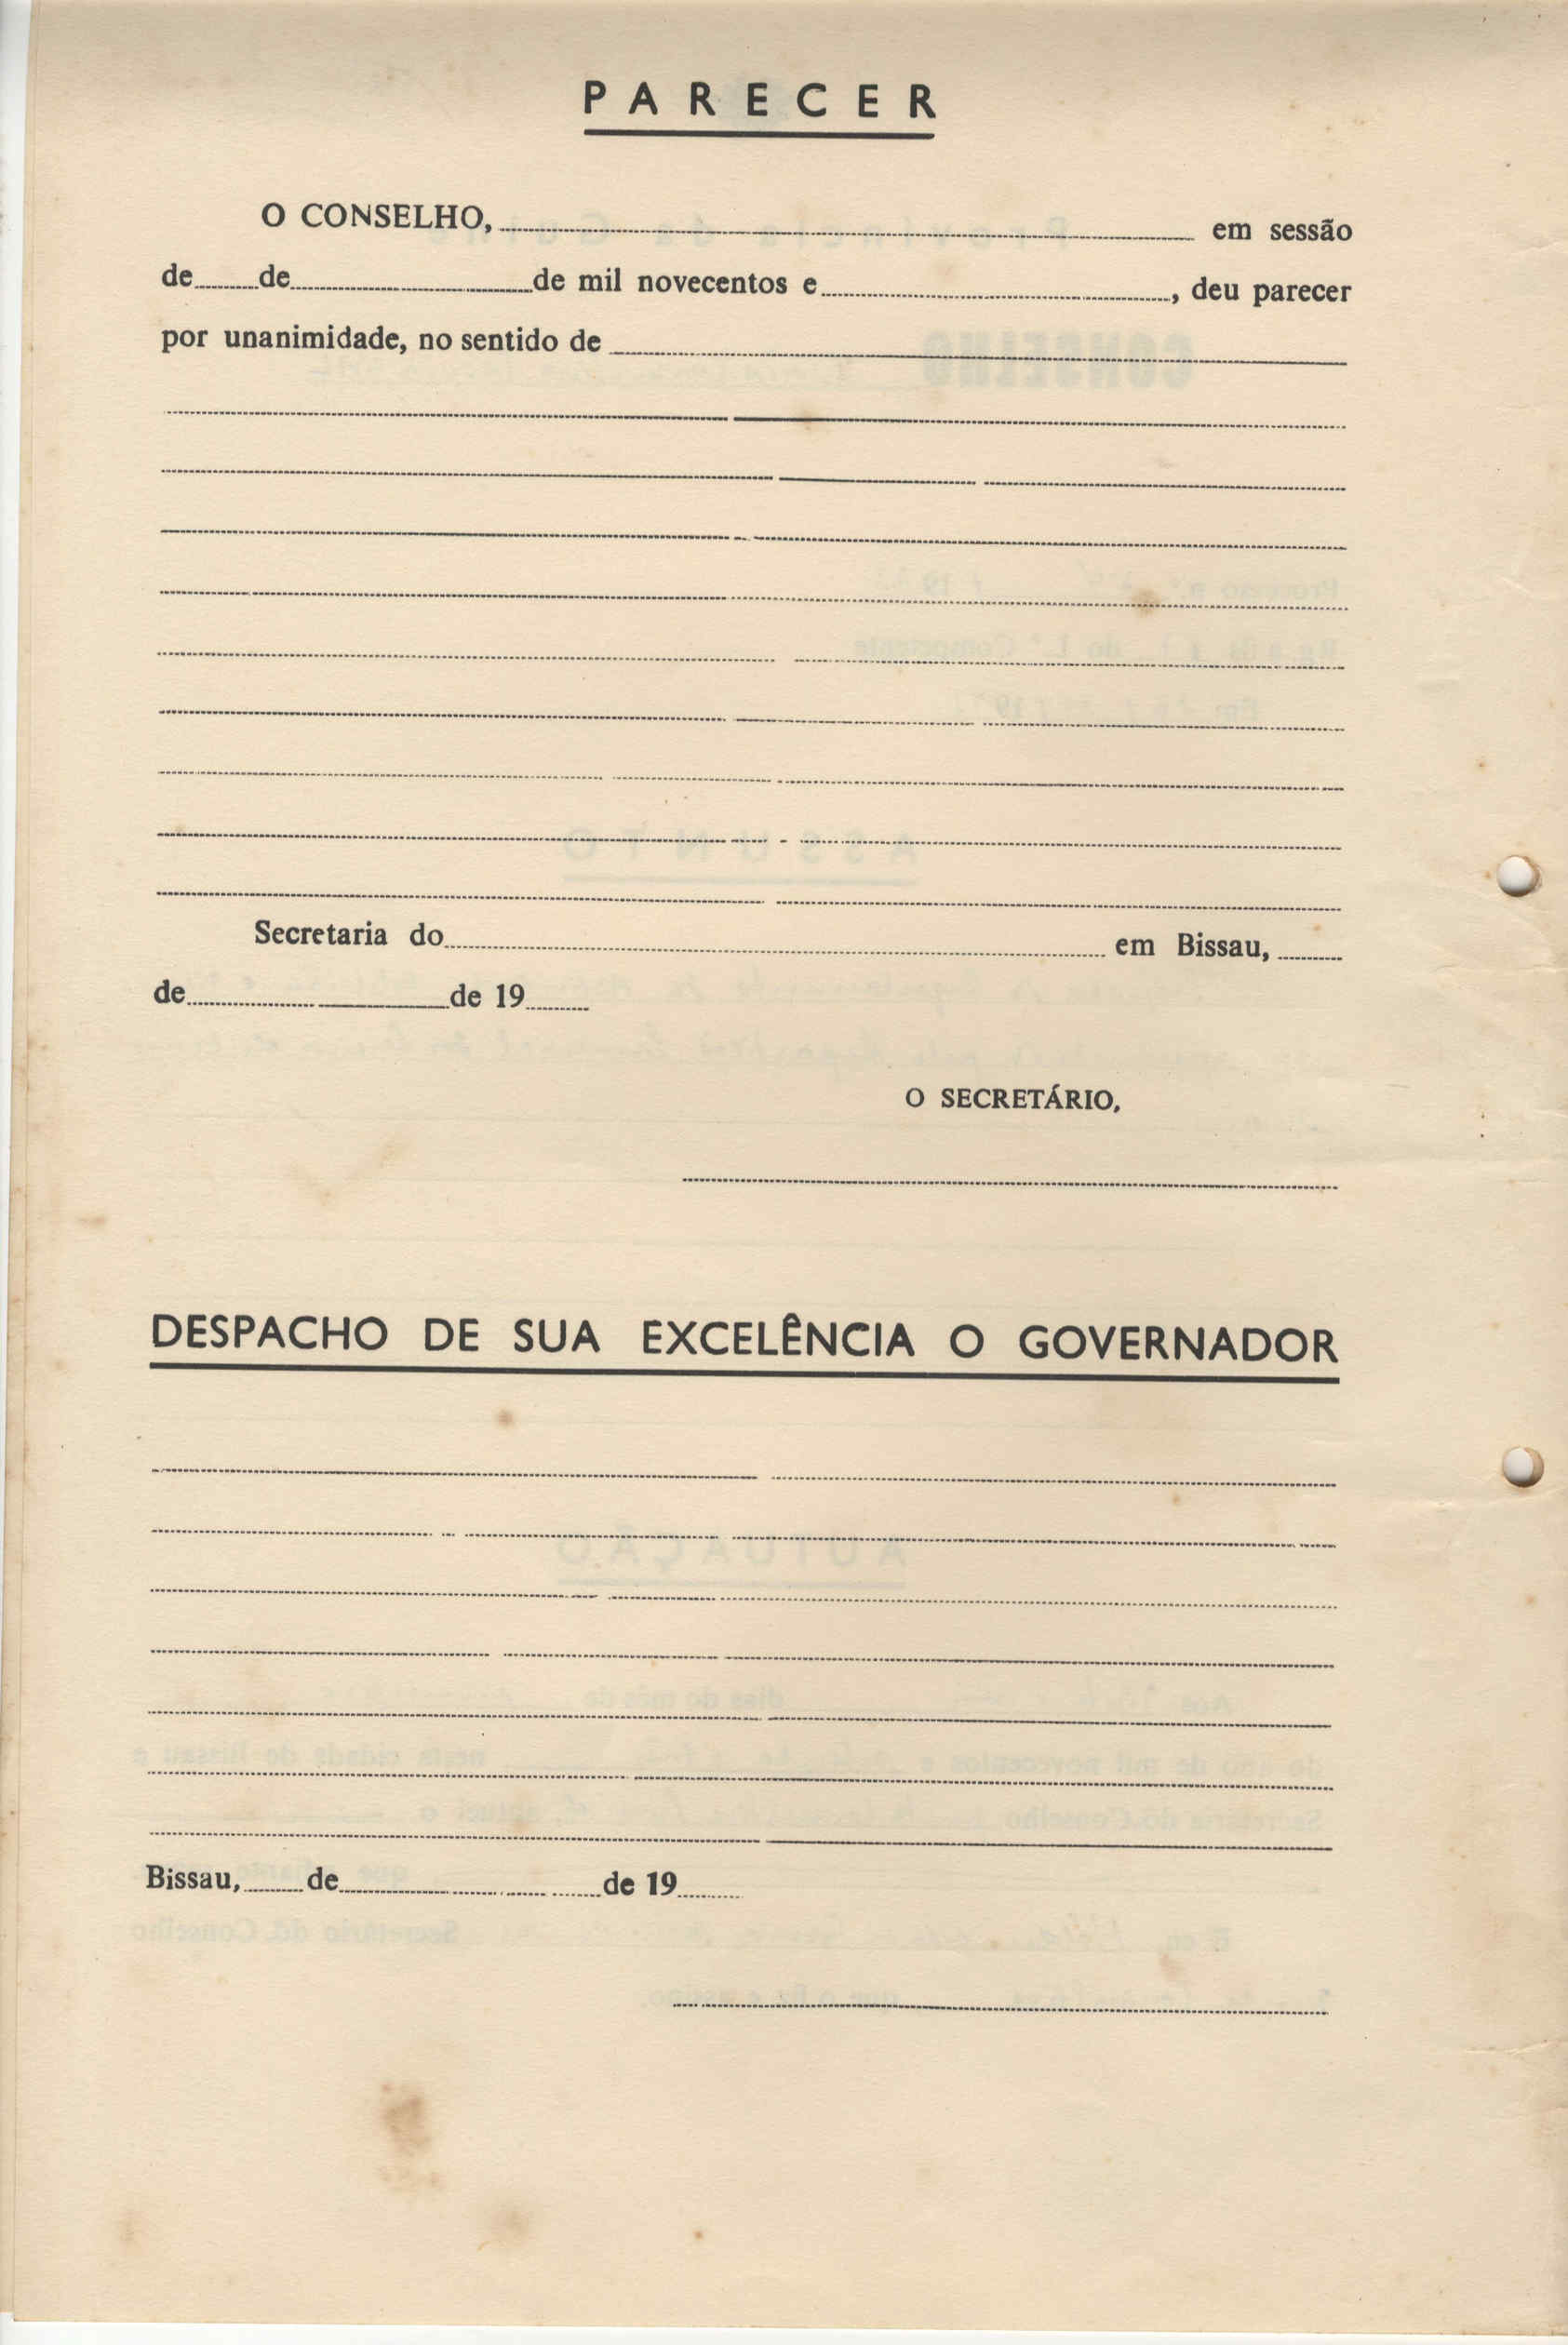 PARECER
O CONSELHO, em sessão
de de de mil novecentos e , deu parecer
por unanimidade, no sentido de
Secretaria do em Bissau,
de de 19
O SECRETÁRIO,
DESPACHO DE SUA EXCELÊNCIA O GOVERNADOR
Bissau, de de 19